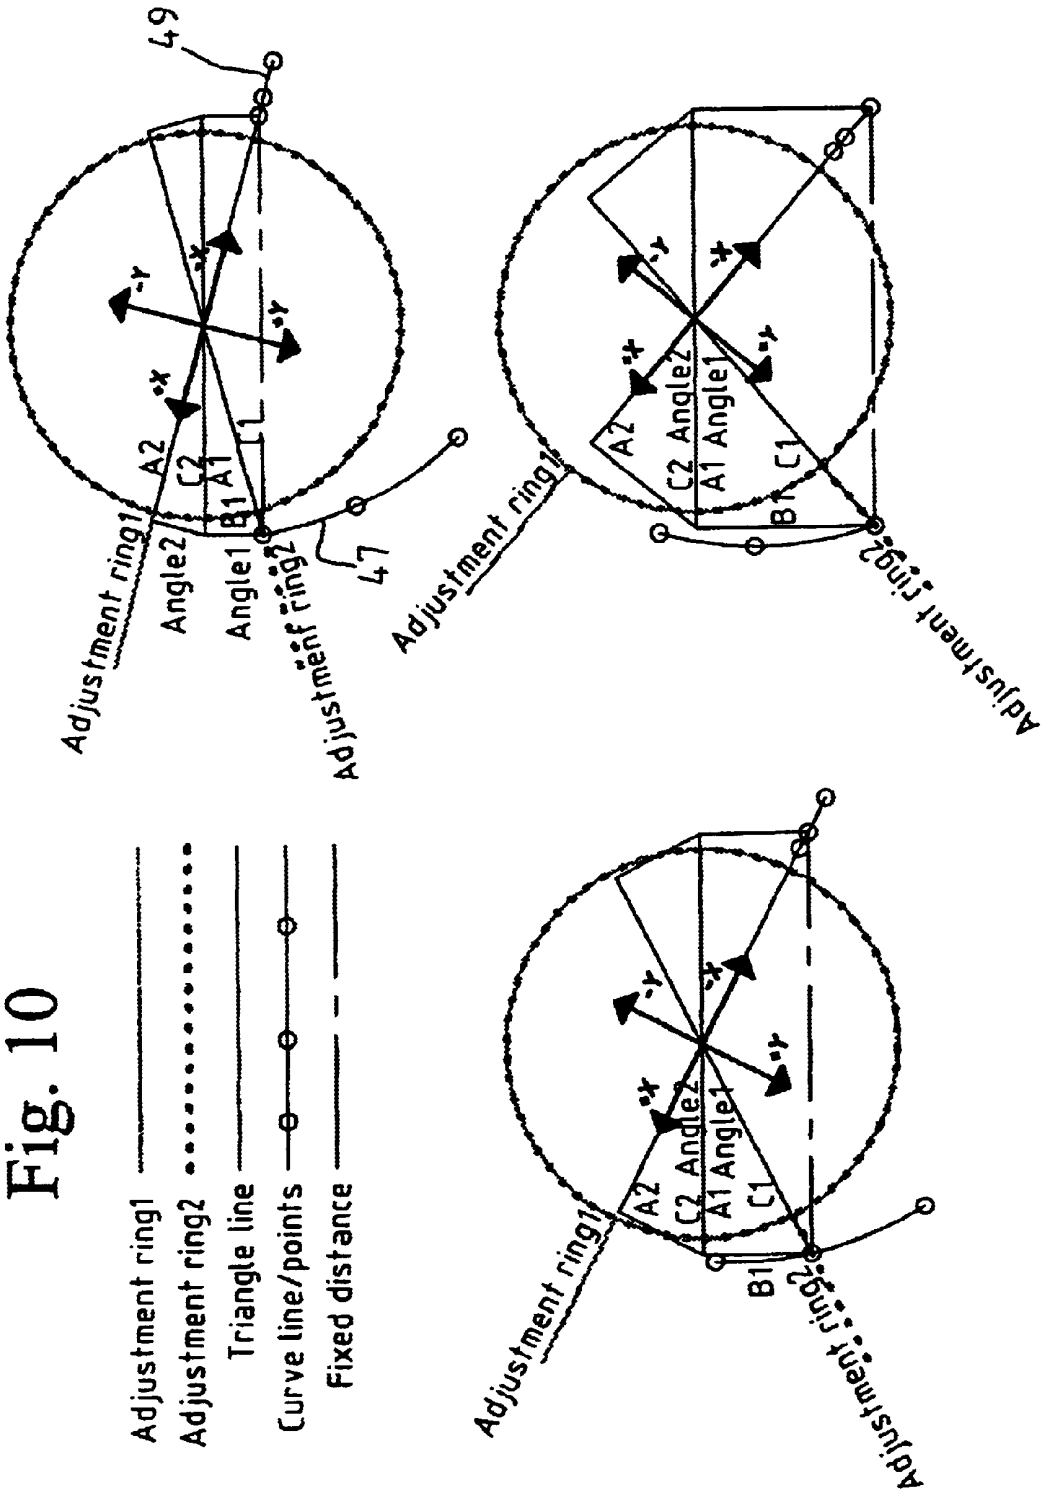 Fig. 10
Adjustment ring1
Adjustment ring2
Triangle line
Curve line/points
Fixed distance
Adjustment ring1
A2
C2
Angle2
A1
Angle1
B1
C1
Adjustment ring2
+X
-X
-Y
+Y
47
49
Adjustment ring1
A2
C2 Angle2
A1 Angle1
B1
C1
Adjustment ring2
+X
-X
-Y
+Y
Adjustment ring1
A2
C2 Angle2
A1 Angle1
B1
C1
Adjustment ring2
+X
-X
-Y
+Y